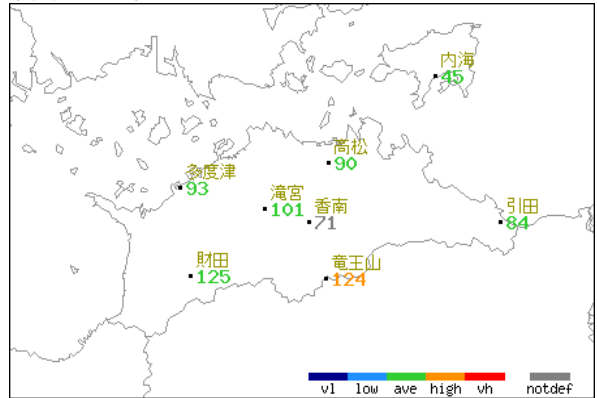 内海
45
高松
90
多度津
93
滝宮
101
香南
71
引田
84
財田
125
竜王山
124
vl low ave high vh notdef